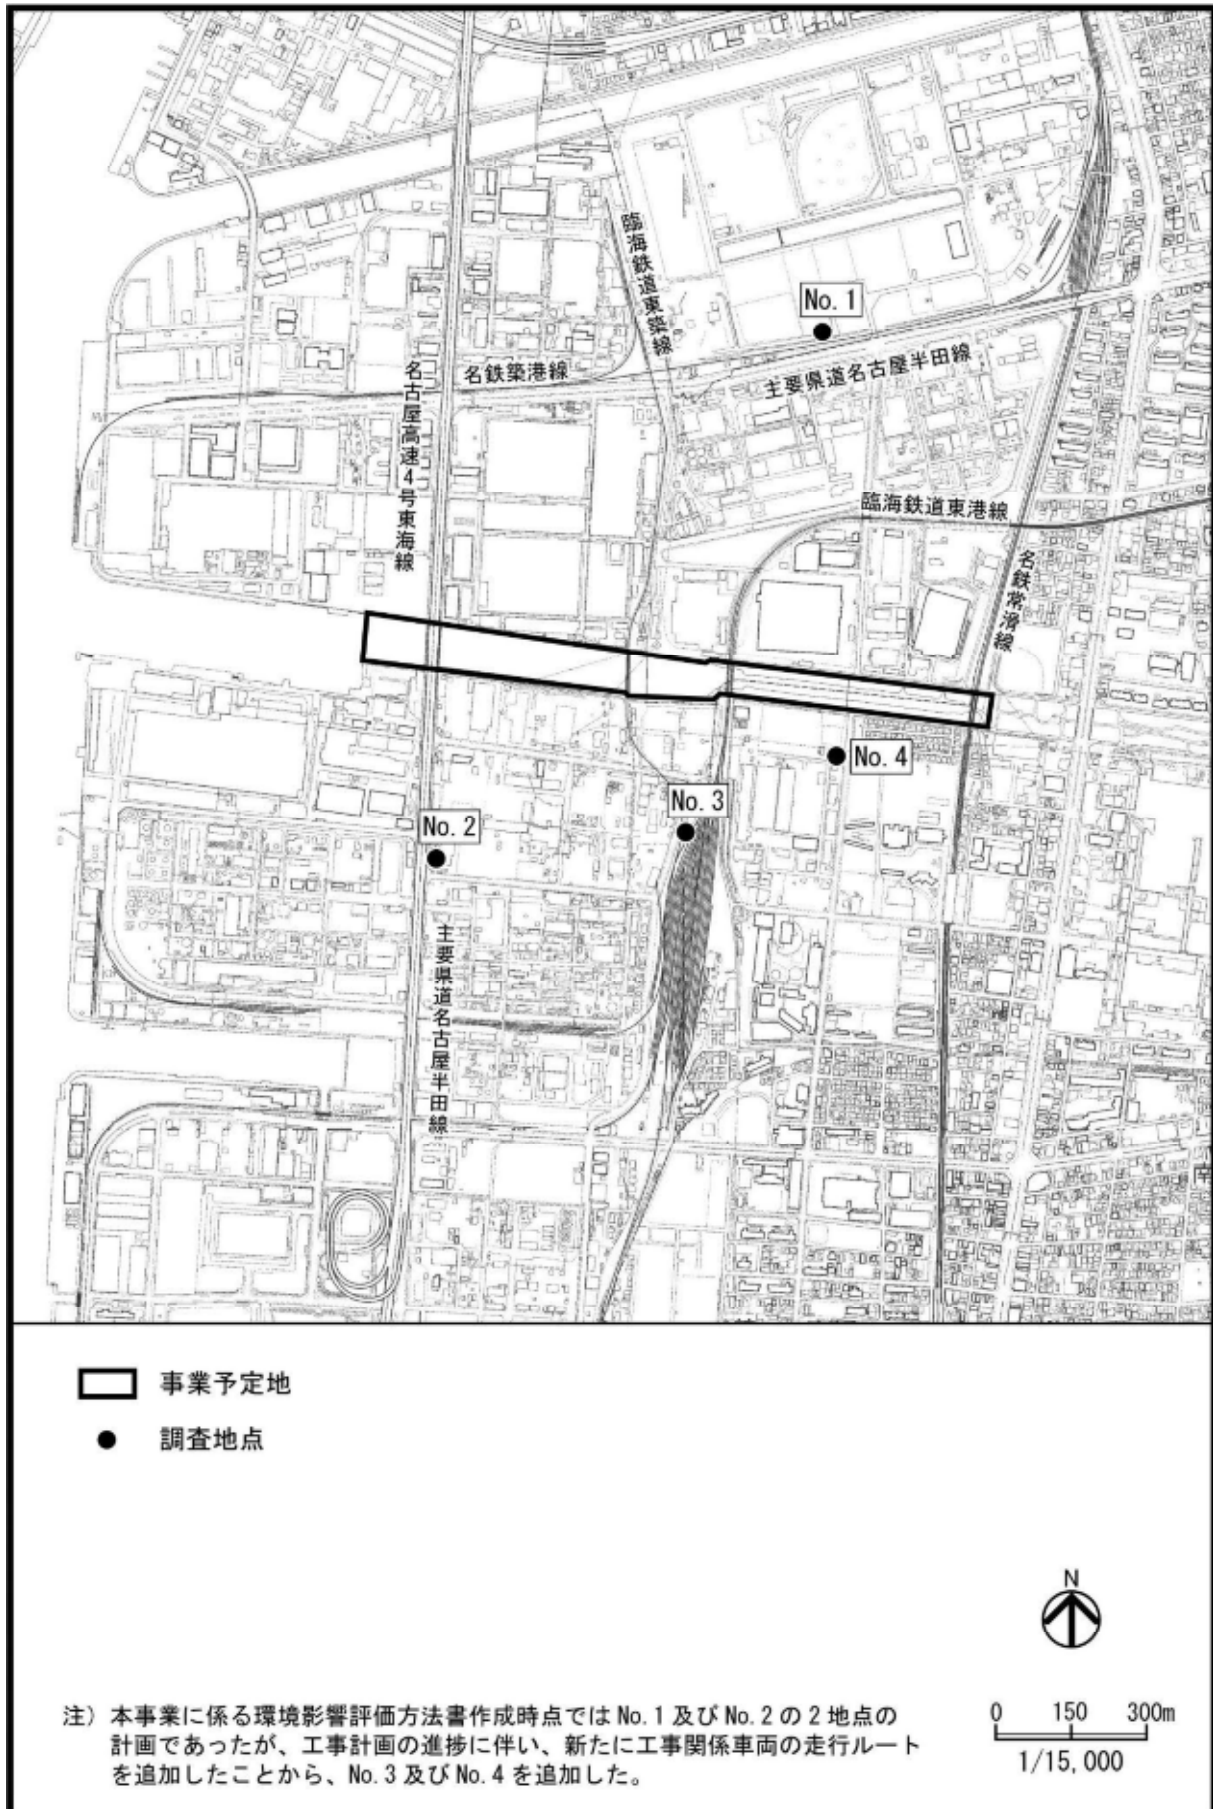 臨海鉄道東築線
No. 1
名古屋高速4号東海線
名鉄築港線
主要県道名古屋半田線
臨海鉄道東港線
名鉄常滑線
No. 4
No. 3
No. 2
主要県道名古屋半田線
南
事業予定地
調査地点
N
注) 本事業に係る環境影響評価方法書作成時点では No. 1 及び No. 2 の 2 地点の
計画であったが、工事計画の進捗に伴い、新たに工事関係車両の走行ルート
を追加したことから、No. 3 及び No. 4 を追加した。
0 150 300m
1/15,000